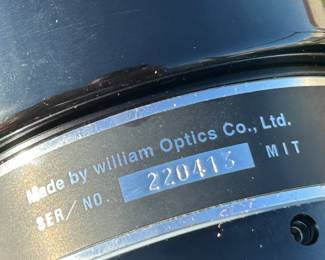 Made by William Optics Co., Ltd.
SER/NO. 220413 MIT